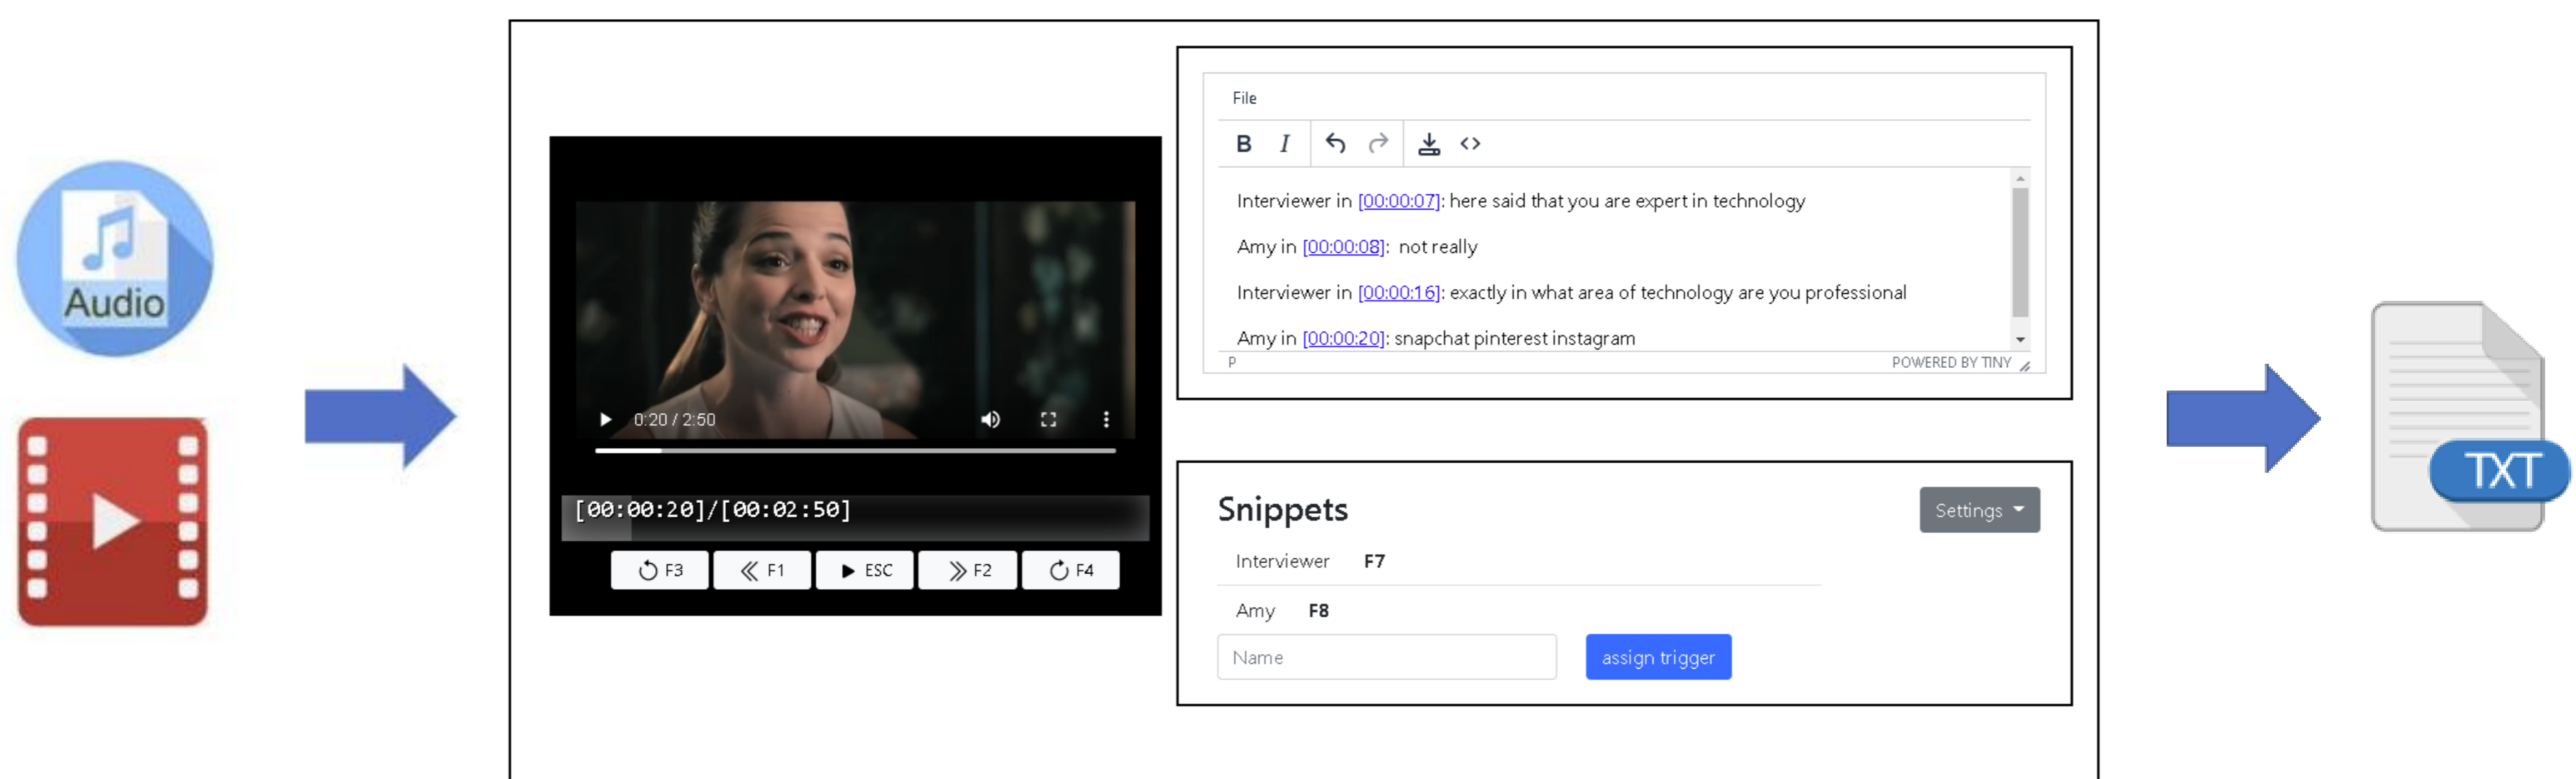 Audio
0:20 / 2:50
[00:00:20]/[00:02:50]
F3 F1 ESC F2 F4
File
B I
Interviewer in [00:00:07]: here said that you are expert in technology
Amy in [00:00:08]: not really
Interviewer in [00:00:16]: exactly in what area of technology are you professional
Amy in [00:00:20]: snapchat pinterest instagram
P POWERED BY TINY
Snippets Settings
Interviewer F7
Amy F8
Name assign trigger
TXT